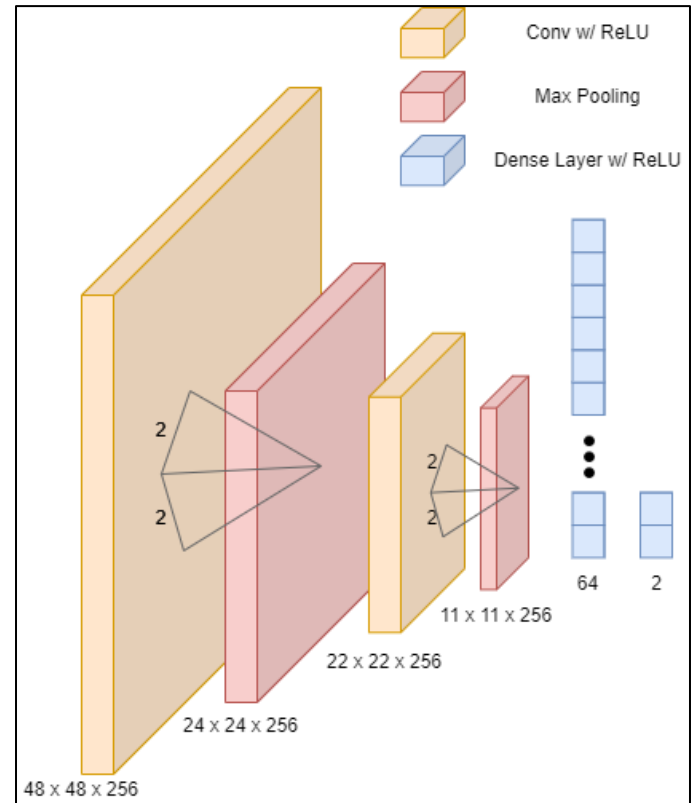 Conv w/ ReLU
Max Pooling
Dense Layer w/ ReLU
2
2
2
2
64
2
11 x 11 x 256
22 x 22 x 256
24 x 24 x 256
48 x 48 x 256